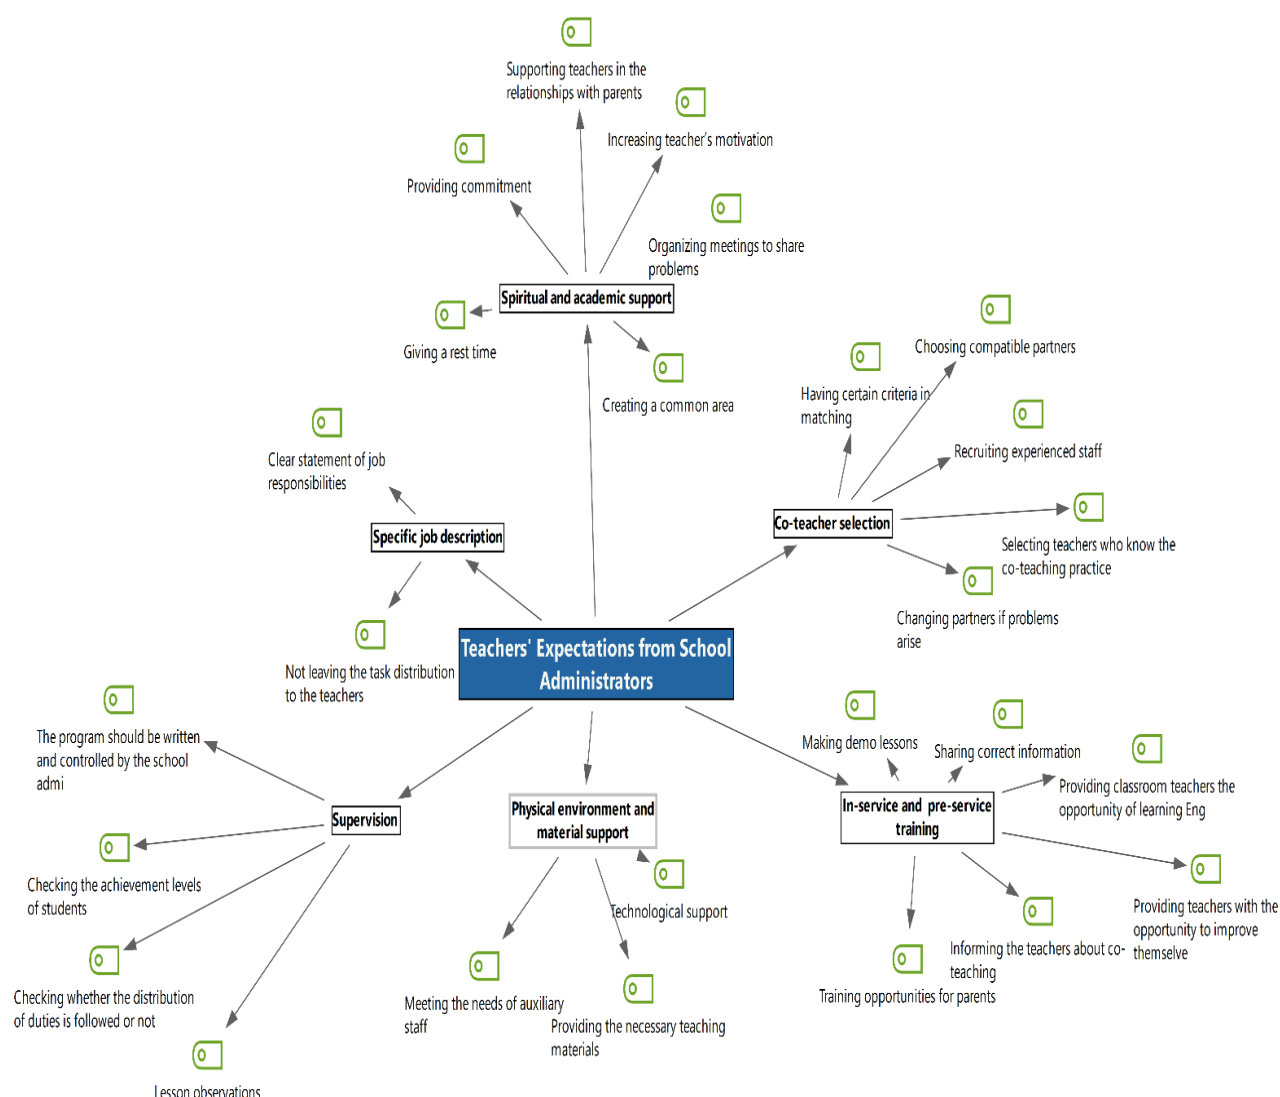 Supporting teachers in the
relationships with parents
Increasing teacher's motivation
Providing commitment
Organizing meetings to share
problems
Spiritual and academic support
Giving a rest time
Creating a common area
Choosing compatible partners
Having certain criteria in
matching
Recruiting experienced staff
Co-teacher selection
Selecting teachers who know the
co-teaching practice
Changing partners if problems
arise
Clear statement of job
responsibilities
Specific job description
Not leaving the task distribution
to the teachers
Teachers' Expectations from School
Administrators
The program should be written
and controlled by the school
admi
Supervision
Checking the achievement levels
of students
Checking whether the distribution
of duties is followed or not
Lesson observations
Physical environment and
material support
Technological support
Meeting the needs of auxiliary
staff
Providing the necessary teaching
materials
Making demo lessons
Sharing correct information
Providing classroom teachers the
opportunity of learning Eng
In-service and pre-service
training
Providing teachers with the
opportunity to improve
themselve
Informing the teachers about co-
teaching
Training opportunities for parents